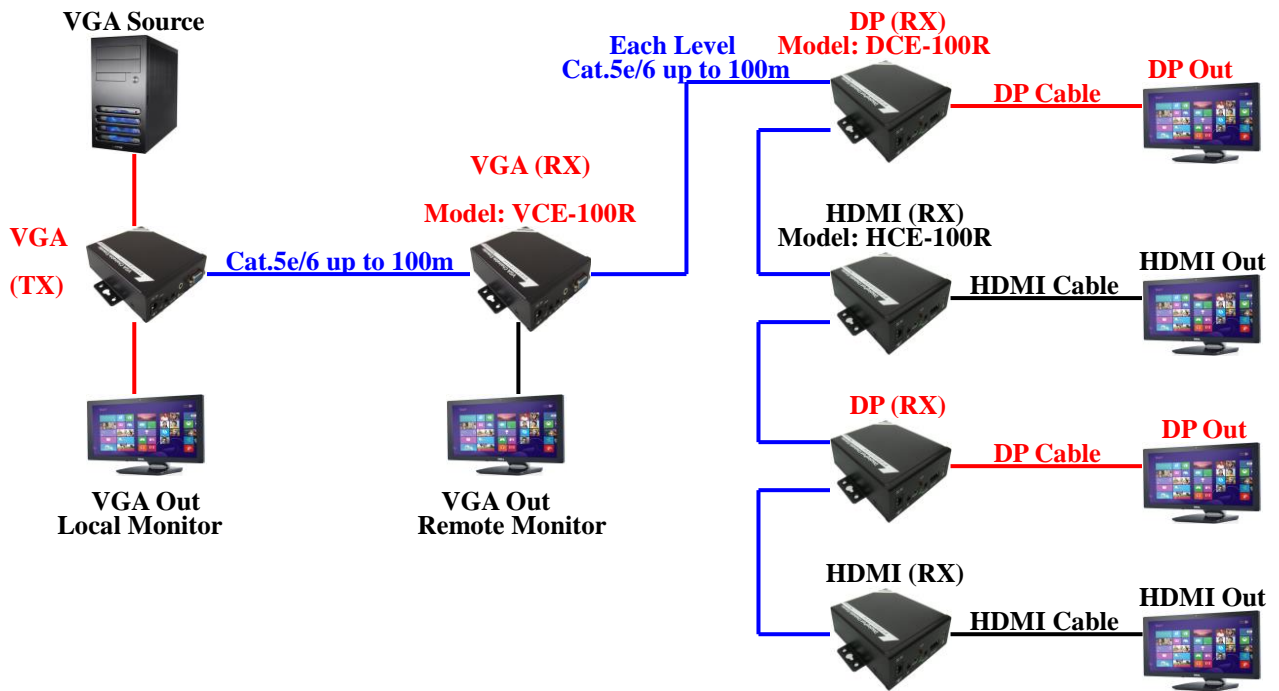 VGA Source
VGA
(TX)
Cat.5e/6 up to 100m
VGA Out
Local Monitor
VGA (RX)
Model: VCE-100R
VGA Out
Remote Monitor
Each Level
Cat.5e/6 up to 100m
DP (RX)
Model: DCE-100R
DP Cable
DP Out
HDMI (RX)
Model: HCE-100R
HDMI Cable
HDMI Out
DP (RX)
DP Cable
DP Out
HDMI (RX)
HDMI Cable
HDMI Out